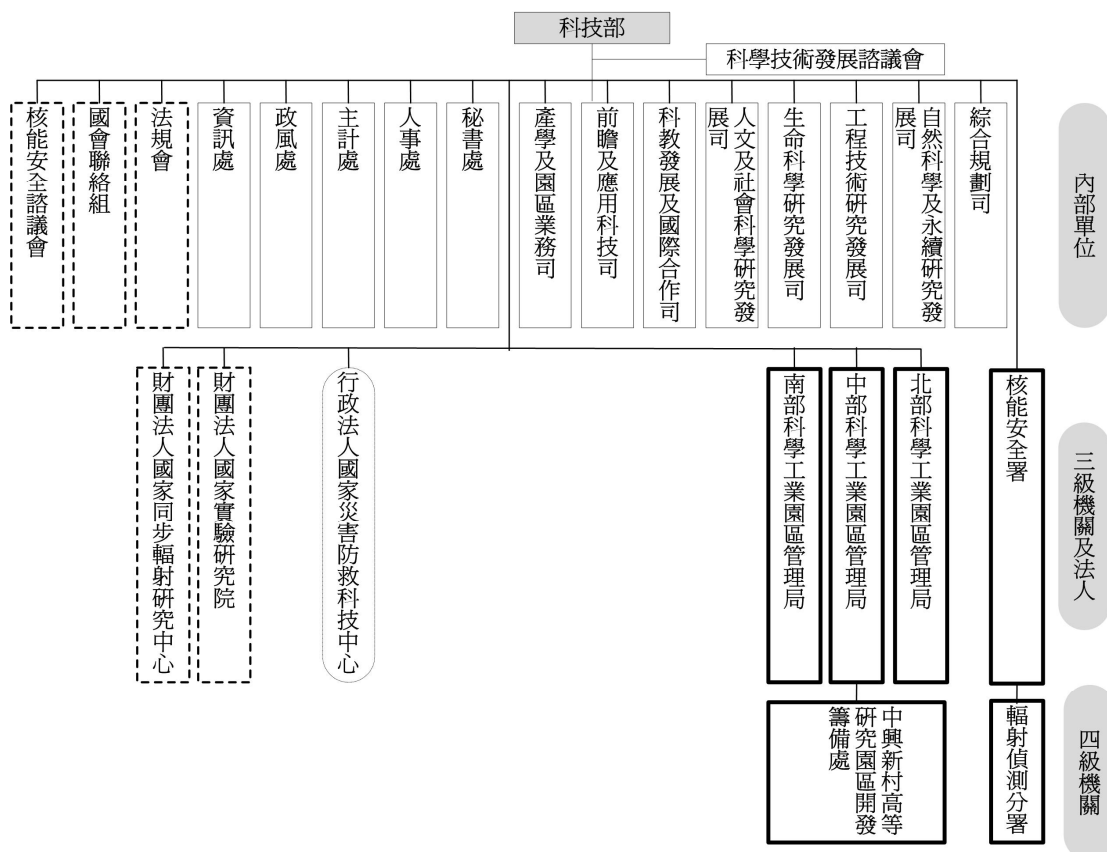 科技部
科學技術發展諮議會
綜合規劃司
自然科學及永續研究發
展司
工程技術研究發展司
生命科學研究發展司
人文及社會科學研究發
展司
科教發展及國際合作司
前瞻及應用科技司
產學及園區業務司
秘書處
人事處
主計處
政風處
資訊處
法規會
國會聯絡組
核能安全諮議會
內部單位
核能安全署
北部科學工業園區管理局
中部科學工業園區管理局
南部科學工業園區管理局
行政法人國家災害防救科技中心
財團法人國家實驗研究院
財團法人國家同步輻射研究中心
三級機關及法人
輻射偵測分署
中興新村高等
研究園區開發
籌備處
四級機關